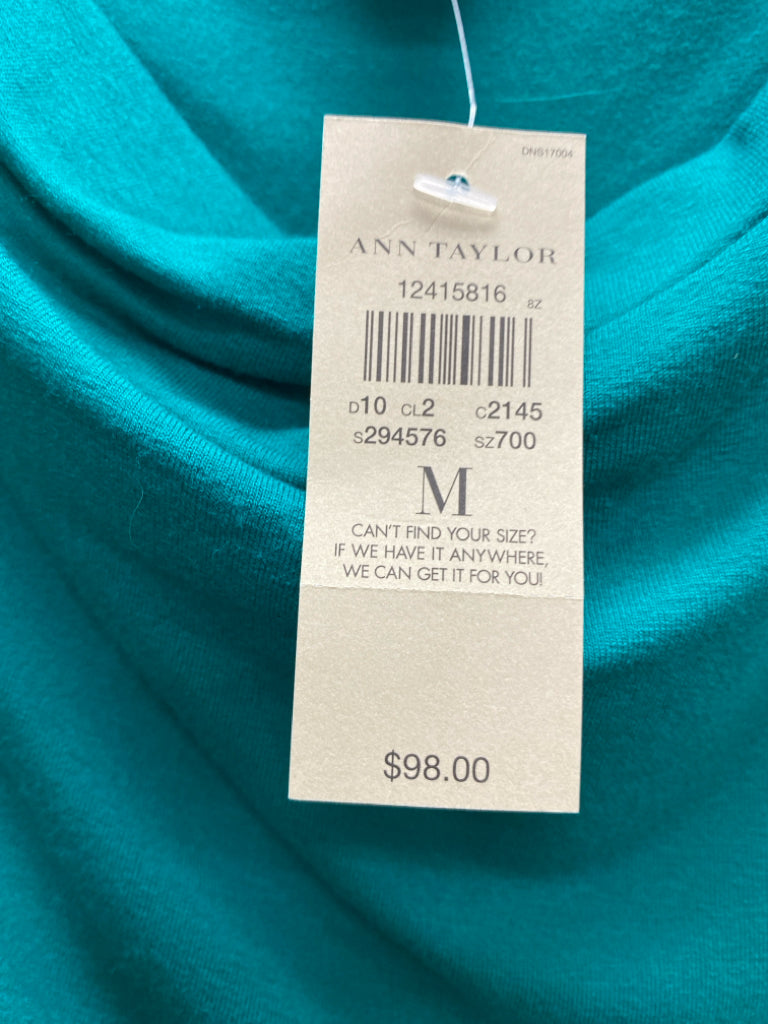 DNS17004
ANN TAYLOR
12415816 8Z
D10 CL2 C2145
S294576 SZ700
M
CAN'T FIND YOUR SIZE?
IF WE HAVE IT ANYWHERE,
WE CAN GET IT FOR YOU!
$98.00